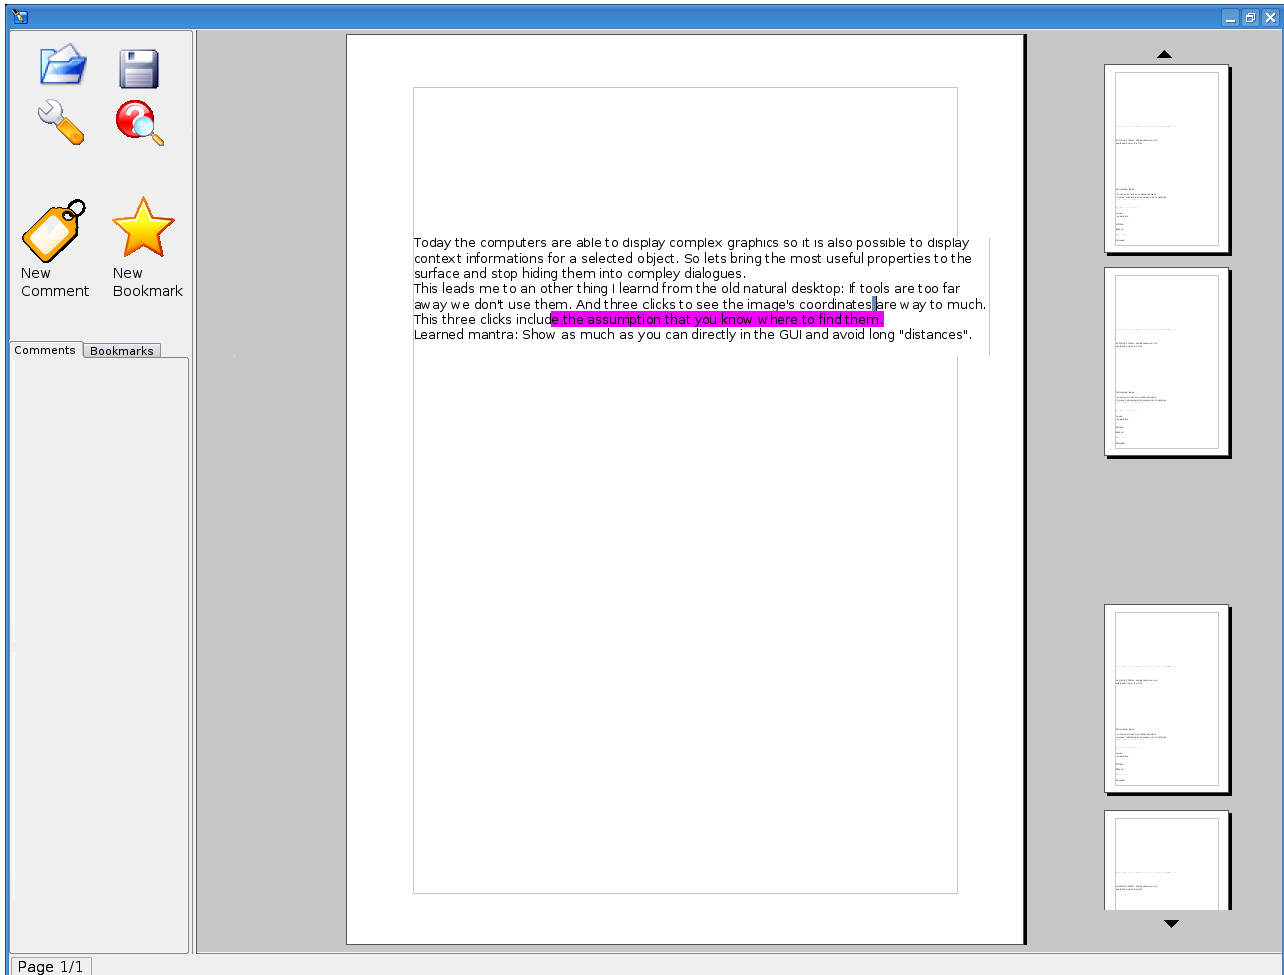 New
Comment
New
Bookmark
Comments
Bookmarks
Today the computers are able to display complex graphics so it is also possible to display
context informations for a selected object. So lets bring the most useful properties to the
surface and stop hiding them into compley dialogues.
This leads me to an other thing I learnd from the old natural desktop: If tools are too far
away we don't use them. And three clicks to see the image's coordinates are way to much.
This three clicks include the assumption that you know where to find them.
Learned mantra: Show as much as you can directly in the GUI and avoid long "distances".
Page 1/1